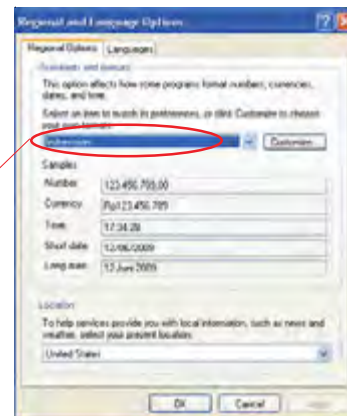 Regional and Language Options
Regional Options Languages
Standards and formats
This option affects how some programs format numbers, currencies,
dates, and time.
Select an item to match its preferences, or click Customize to choose
your own formats:
Indonesian Customize...
Samples
Number 123.456.789,00
Currency Rp123.456.789
Time 17:34:28
Short date 12/06/2009
Long date 12 Juni 2009
Location
To help services provide you with local information, such as news and
weather, select your present location:
United States
OK Cancel